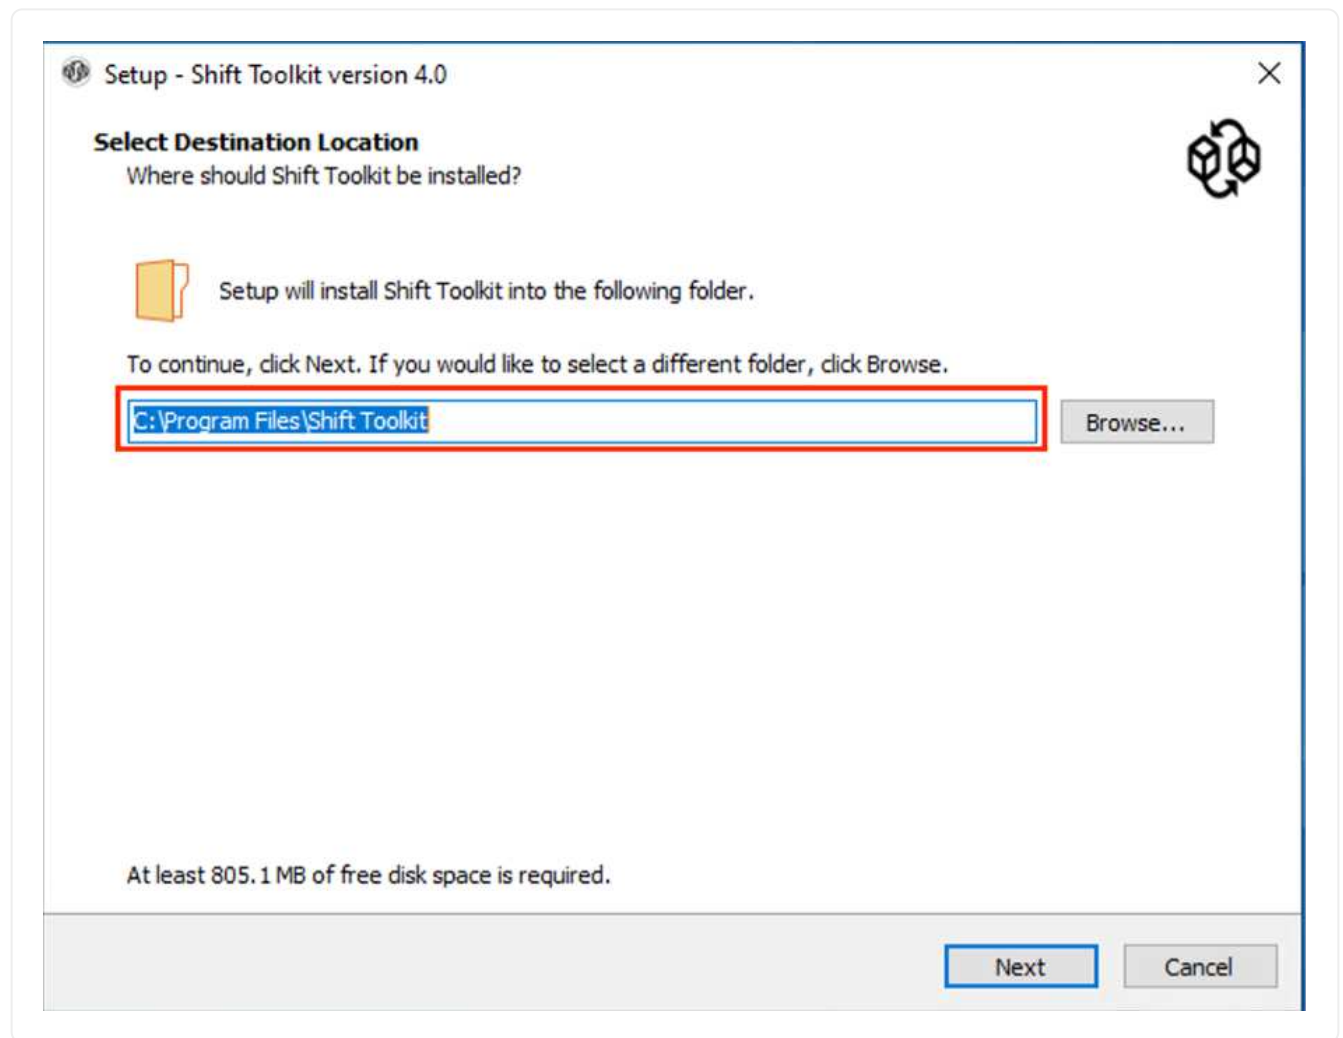 Setup - Shift Toolkit version 4.0
Select Destination Location
Where should Shift Toolkit be installed?
Setup will install Shift Toolkit into the following folder.
To continue, click Next. If you would like to select a different folder, click Browse.
C:\Program Files\Shift Toolkit
Browse...
At least 805.1 MB of free disk space is required.
Next
Cancel